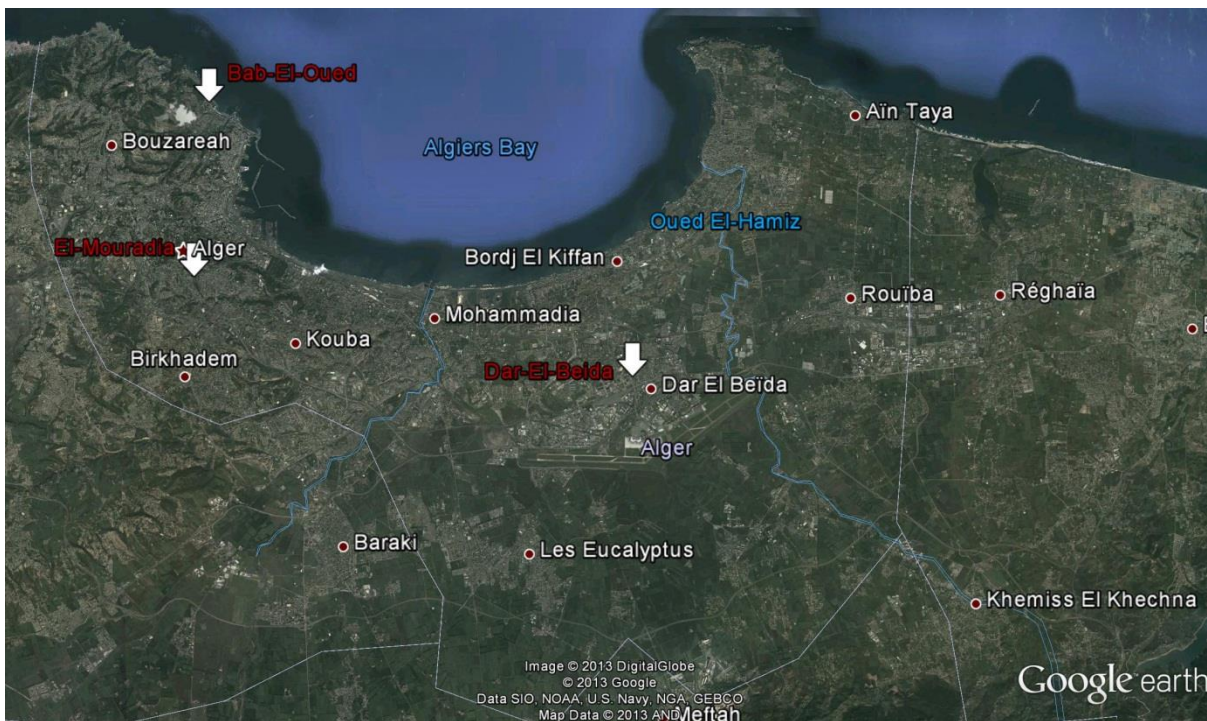 Bab-El-Oued
Aïn Taya
Bouzareah
Algiers Bay
Oued El-Hamiz
El-Mouradia
Alger
Bordj El Kiffan
Rouïba
Réghaïa
Mohammadia
Kouba
Birkhadem
Dar-El-Beida
Dar El Beïda
Alger
Baraki
Les Eucalyptus
Khemiss El Khechna
Image © 2013 DigitalGlobe
© 2013 Google
Data SIO, NOAA, U.S. Navy, NGA, GEBCO
Map Data © 2013 AND
Meftah
Google earth